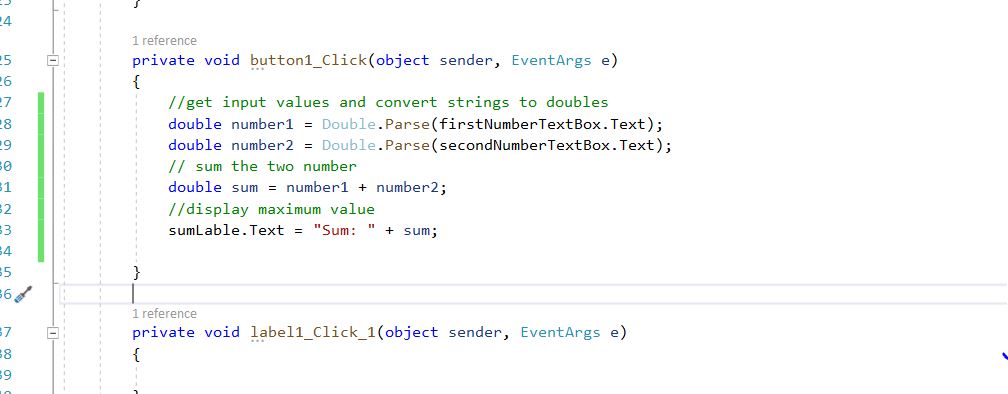 }
24
1 reference
25 private void button1_Click(object sender, EventArgs e)
26 {
27 //get input values and convert strings to doubles
28 double number1 = Double.Parse(firstNumberTextBox.Text);
29 double number2 = Double.Parse(secondNumberTextBox.Text);
30 // sum the two number
31 double sum = number1 + number2;
32 //display maximum value
33 sumLable.Text = "Sum: " + sum;
34
35 }
36
1 reference
37 private void label1_Click_1(object sender, EventArgs e)
38 {
39